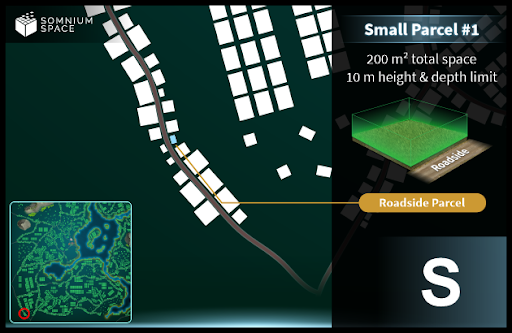 SOMNIUM
SPACE
Small Parcel #1
200 m² total space
10 m height & depth limit
Roadside
Roadside Parcel
S